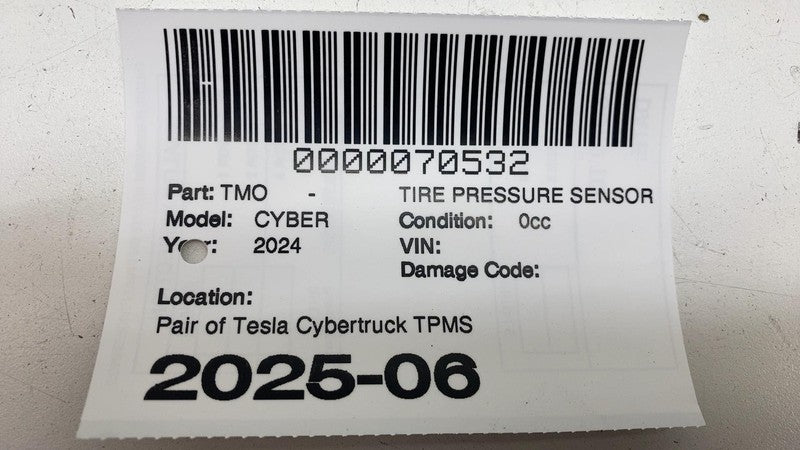 0000070532
Part: TMO - TIRE PRESSURE SENSOR
Model: CYBER Condition: 0cc
2024 VIN:
Damage Code:
Location:
Pair of Tesla Cybertruck TPMS
2025-06